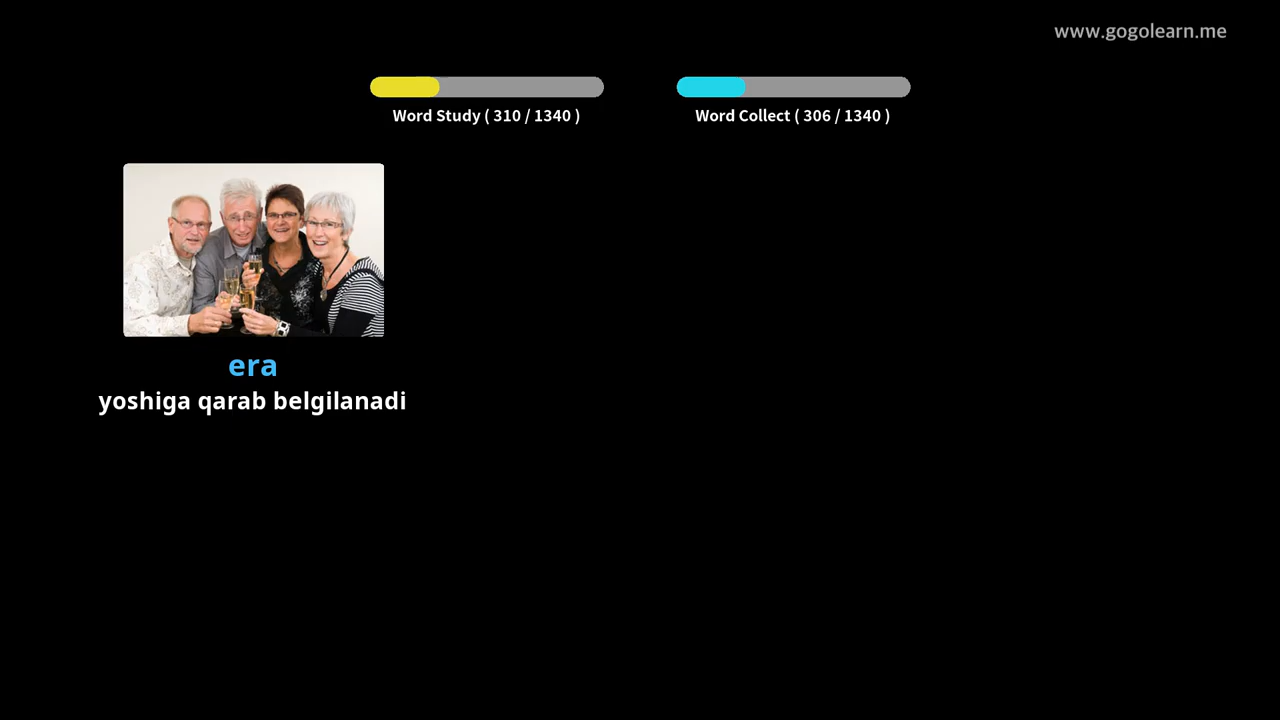 www.gogolearn.me
Word Study ( 310 / 1340 )
Word Collect ( 306 / 1340 )
era
yoshiga qarab belgilanadi